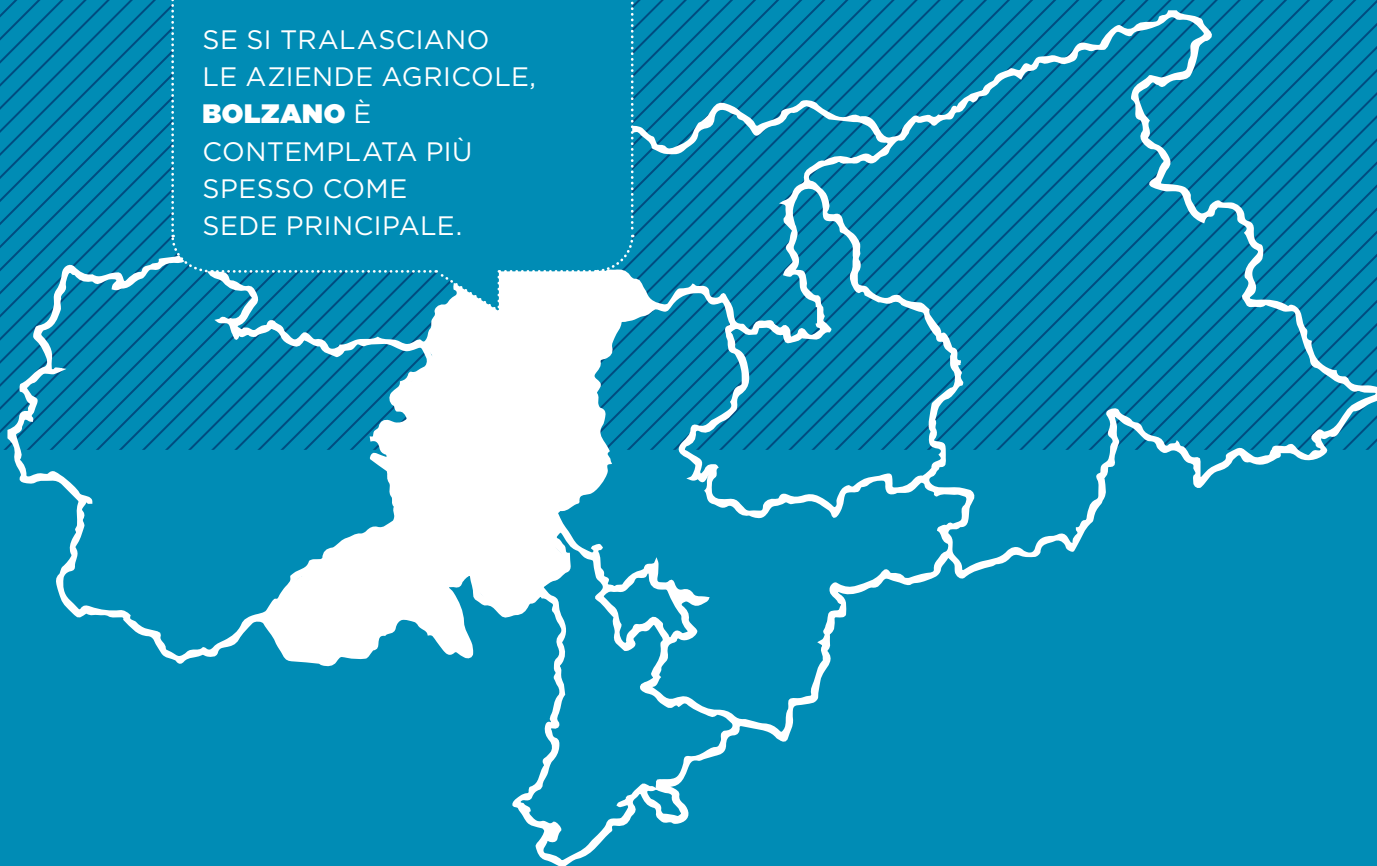 SE SI TRALASCIANO
LE AZIENDE AGRICOLE,
BOLZANO È
CONTEMPLATA PIÙ
SPESSO COME
SEDE PRINCIPALE.